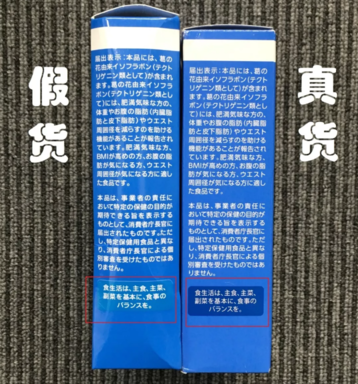 假货
届出表示:本品には、葛の
花由来イソフラボン(テクト
リゲニン類として)が含まれ
ます。葛の花由来イソフラ
ボン(テクトリゲニン類とし
て)には、肥満気味な方の、
体重やお腹の脂肪(内臓脂
肪と皮下脂肪)やウエスト
周囲径を減らすのを助ける
機能があることが報告され
ています。肥満気味な方、
BMIが高めの方、お腹の脂
肪が気になる方、ウエスト
周囲径が気になる方に適し
た食品です。
本品は、事業者の責任に
おいて特定の保健の目的が
期待できる旨を表示する
ものとして、消費者庁長官に
届出されたものです。ただ
し、特定保健用食品と異な
り、消費者庁長官による個
別審査を受けたものではあ
りません。
食生活は、主食、主菜、
副菜を基本に、食事の
バランスを。
真货
届出表示:本品には、葛の
花由来イソフラボン(テクト
リゲニン類として)が含まれ
ます。葛の花由来イソフラ
ボン(テクトリゲニン類とし
て)には、肥満気味な方の、
体重やお腹の脂肪(内臓脂
肪と皮下脂肪)やウエスト
周囲径を減らすのを助ける
機能があることが報告され
ています。肥満気味な方、
BMIが高めの方、お腹の脂
肪が気になる方、ウエスト
周囲径が気になる方に適し
た食品です。
本品は、事業者の責任に
おいて特定の保健の目的が
期待できる旨を表示する
ものとして、消費者庁長官に
届出されたものです。ただ
し、特定保健用食品と異な
り、消費者庁長官による個
別審査を受けたものではあ
りません。
食生活は、主食、主菜、
副菜を基本に、食事の
バランスを。